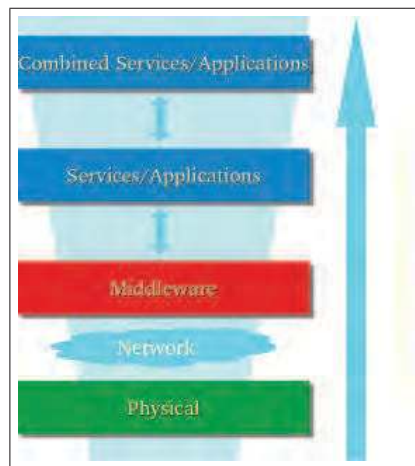 Combined Services/Applications
Services/Applications
Middleware
Network
Physical